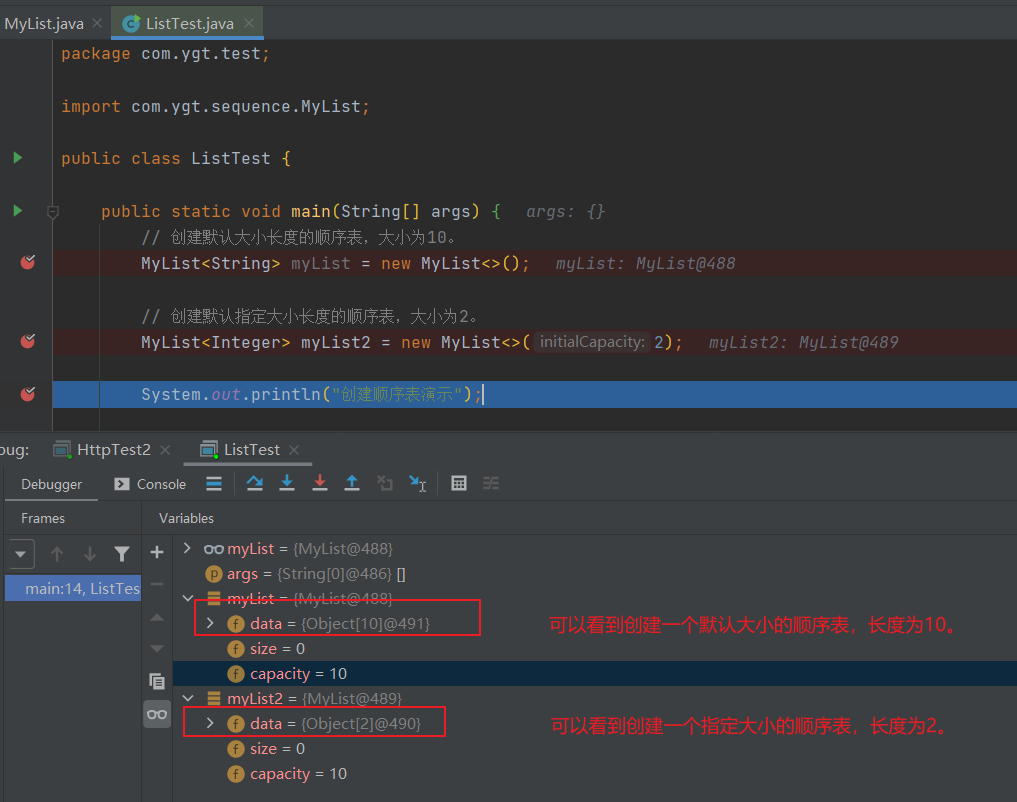 MyList.java
ListTest.java
package com.ygt.test;
import com.ygt.sequence.MyList;
public class ListTest {
public static void main(String[] args) { args: {}
// 创建默认大小长度的顺序表，大小为10。
MyList<String> myList = new MyList<>(); myList: MyList@488
// 创建默认指定大小长度的顺序表，大小为2。
MyList<Integer> myList2 = new MyList<>( initialCapacity: 2); myList2: MyList@489
System.out.println("创建顺序表演示");
bug: HttpTest2 ListTest
Debugger Console
Frames Variables
main:14, ListTes
myList = {MyList@488}
args = {String[0]@486} []
myList = {MyList@488}
data = {Object[10]@491}
可以看到创建一个默认大小的顺序表，长度为10。
size = 0
capacity = 10
myList2 = {MyList@489}
data = {Object[2]@490}
可以看到创建一个指定大小的顺序表，长度为2。
size = 0
capacity = 10